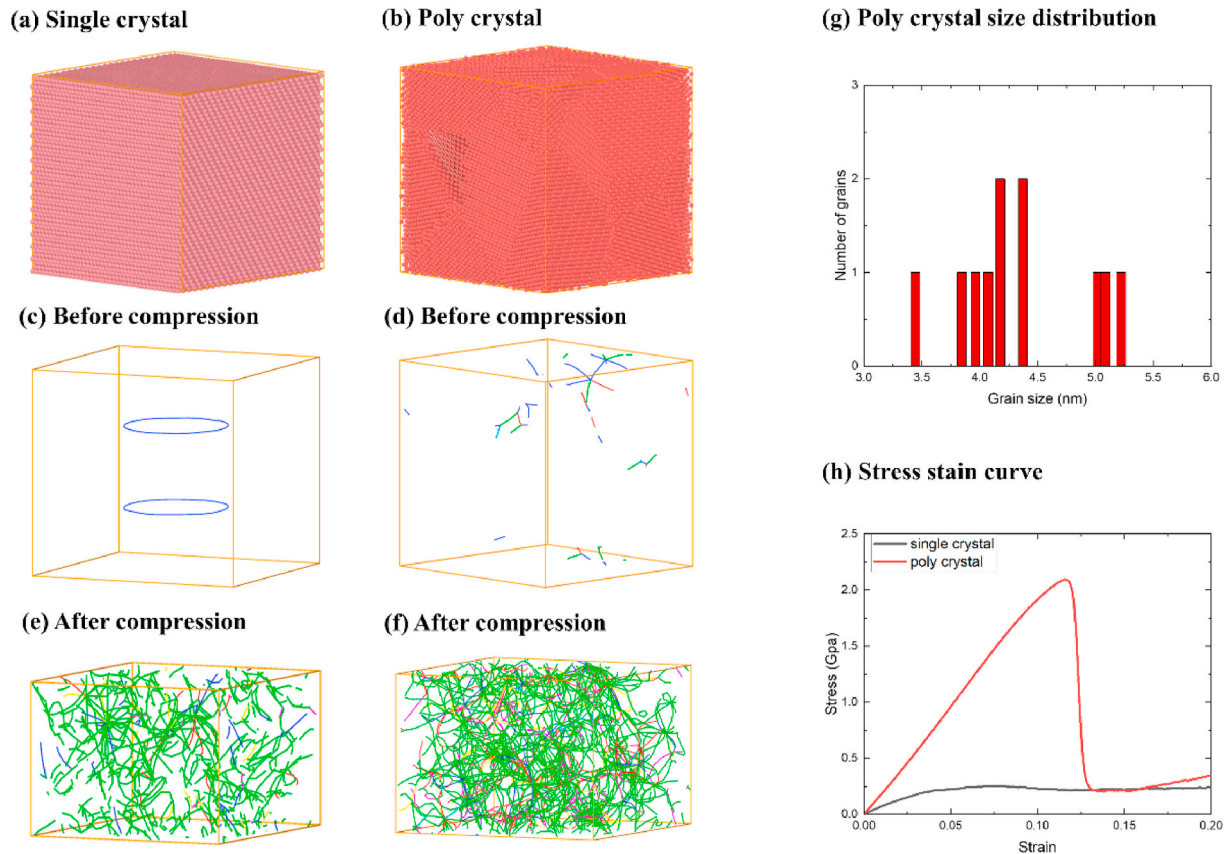 (a) Single crystal
(b) Poly crystal
(g) Poly crystal size distribution
3
2
1
0
Number of grains
3.0 3.5 4.0 4.5 5.0 5.5 6.0
Grain size (nm)
(c) Before compression
(d) Before compression
(h) Stress stain curve
2.5
2.0
1.5
1.0
0.5
0.0
Stress (Gpa)
single crystal
poly crystal
0.00 0.05 0.10 0.15 0.20
Strain
(e) After compression
(f) After compression